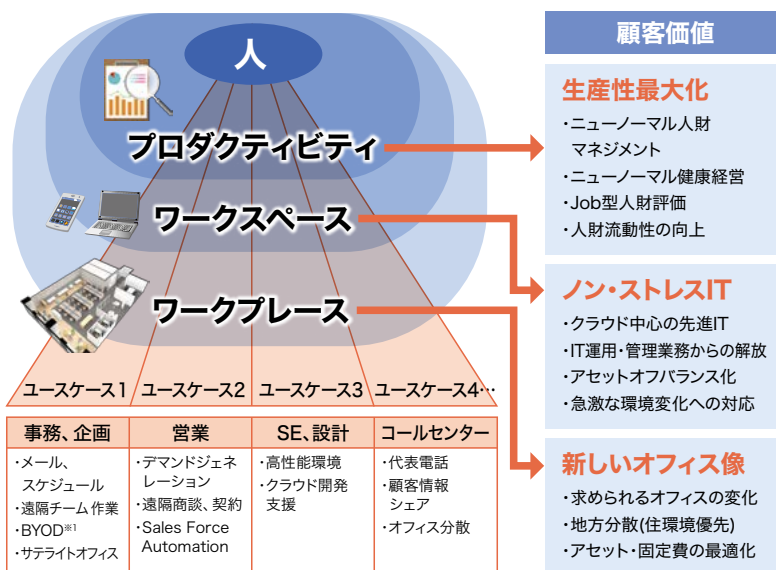 人
プロダクティビティ
ワークスペース
ワークプレース
ユースケース1
ユースケース2
ユースケース3
ユースケース4…
事務、企画
・メール、
スケジュール
・遠隔チーム作業
・BYOD※1
・サテライトオフィス
営業
・デマンドジェネ
レーション
・遠隔商談、契約
・Sales Force
Automation
SE、設計
・高性能環境
・クラウド開発
支援
コールセンター
・代表電話
・顧客情報
シェア
・オフィス分散
顧客価値
生産性最大化
・ニューノーマル人財
マネジメント
・ニューノーマル健康経営
・Job型人財評価
・人財流動性の向上
ノン・ストレスIT
・クラウド中心の先進IT
・IT運用・管理業務からの解放
・アセットオフバランス化
・急激な環境変化への対応
新しいオフィス像
・求められるオフィスの変化
・地方分散(住環境優先)
・アセット・固定費の最適化